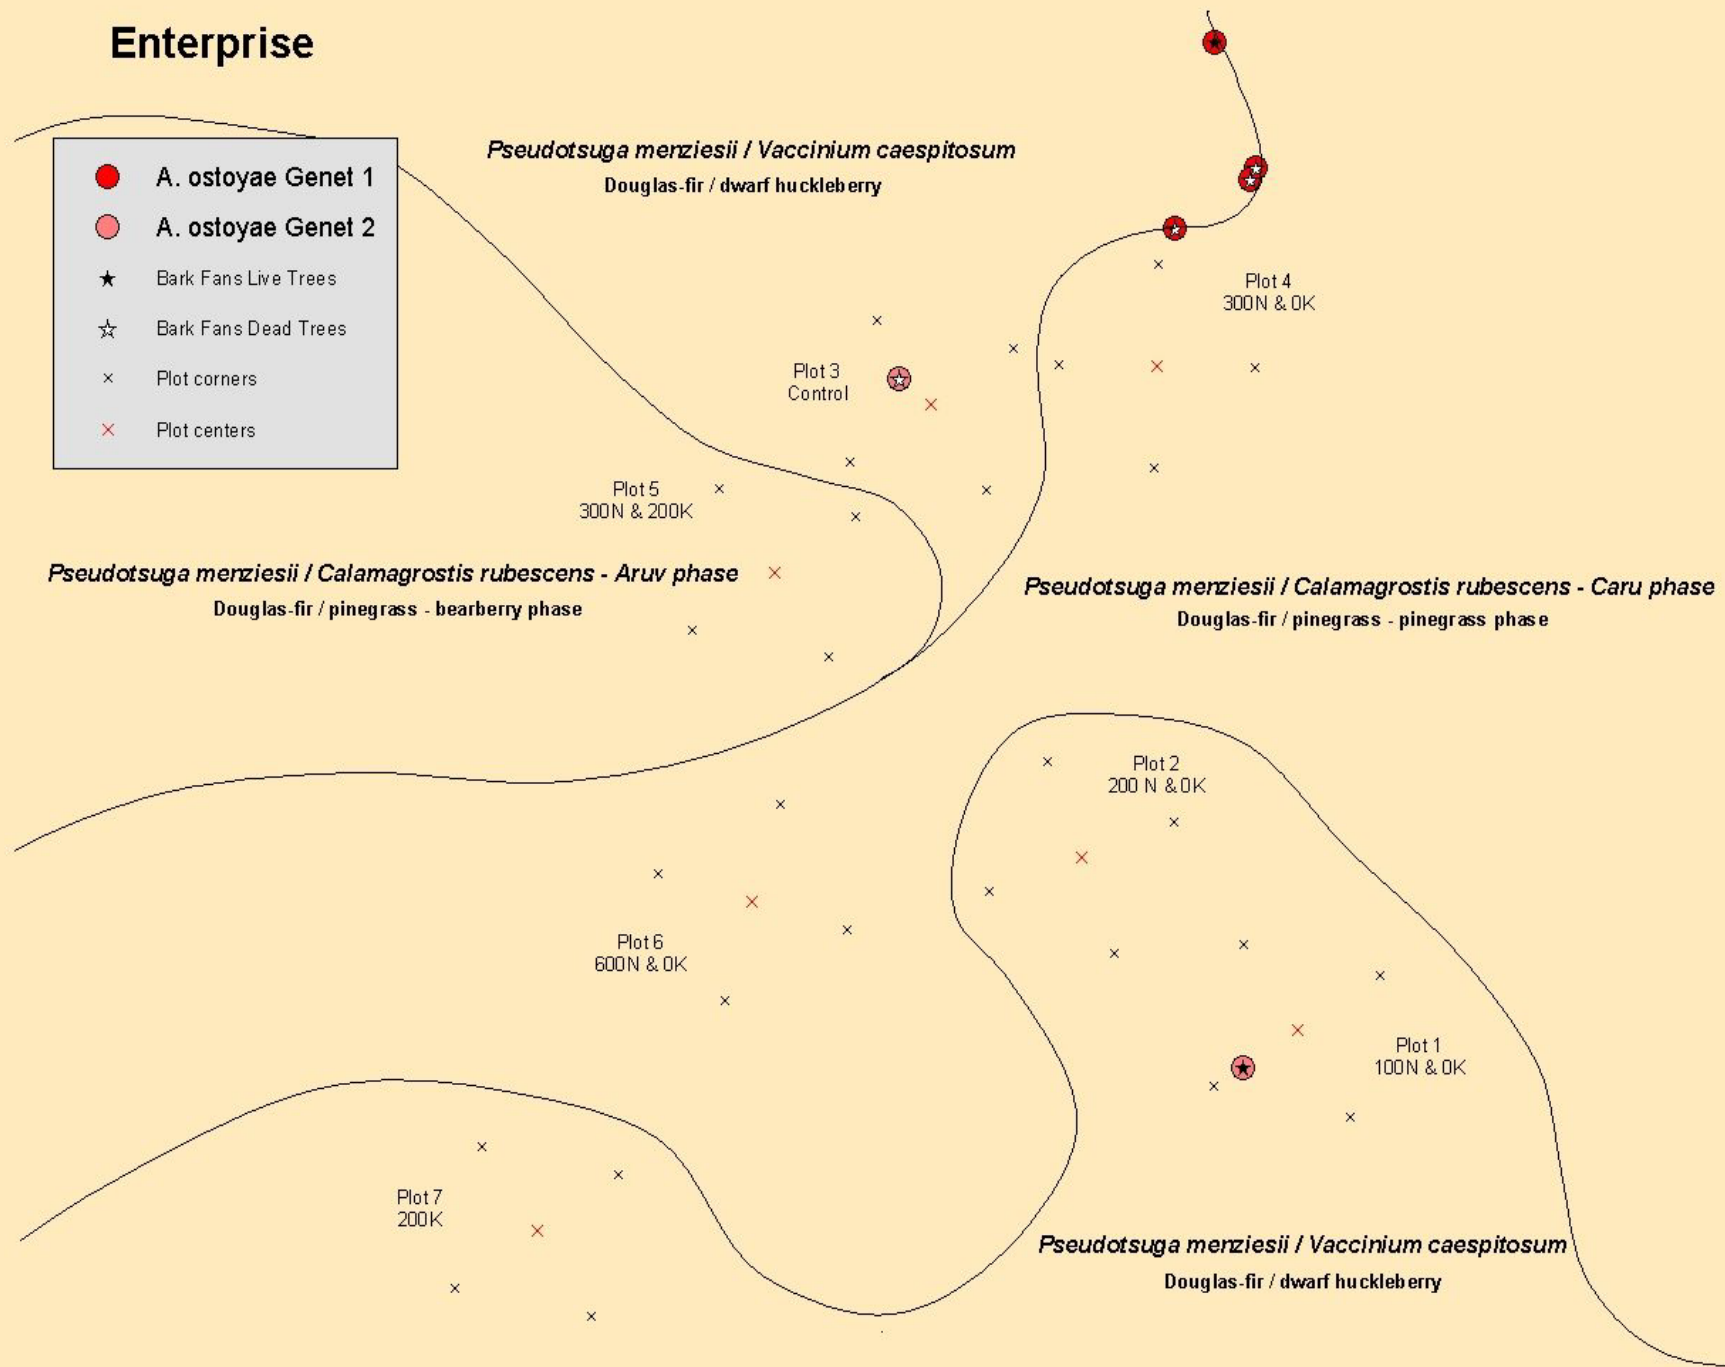 Enterprise
A. ostoyae Genet 1
A. ostoyae Genet 2
Bark Fans Live Trees
Bark Fans Dead Trees
Plot corners
Plot centers
Pseudotsuga menziesii / Vaccinium caespitosum
Douglas-fir / dwarf huckleberry
Plot 4
300N & 0K
Plot 3
Control
Plot 5
300N & 200K
Pseudotsuga menziesii / Calamagrostis rubescens - Aruv phase
Douglas-fir / pinegrass - bearberry phase
Pseudotsuga menziesii / Calamagrostis rubescens - Caru phase
Douglas-fir / pinegrass - pinegrass phase
Plot 2
200 N & 0K
Plot 6
600N & 0K
Plot 1
100N & 0K
Plot 7
200K
Pseudotsuga menziesii / Vaccinium caespitosum
Douglas-fir / dwarf huckleberry